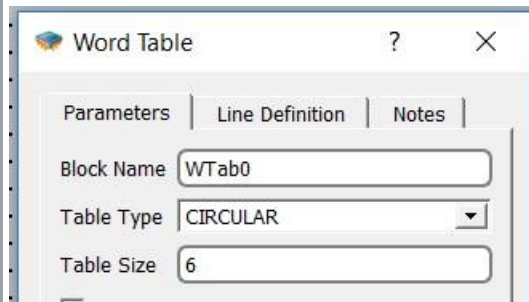 Word Table ?
Parameters Line Definition Notes
Block Name WTab0
Table Type CIRCULAR
Table Size 6